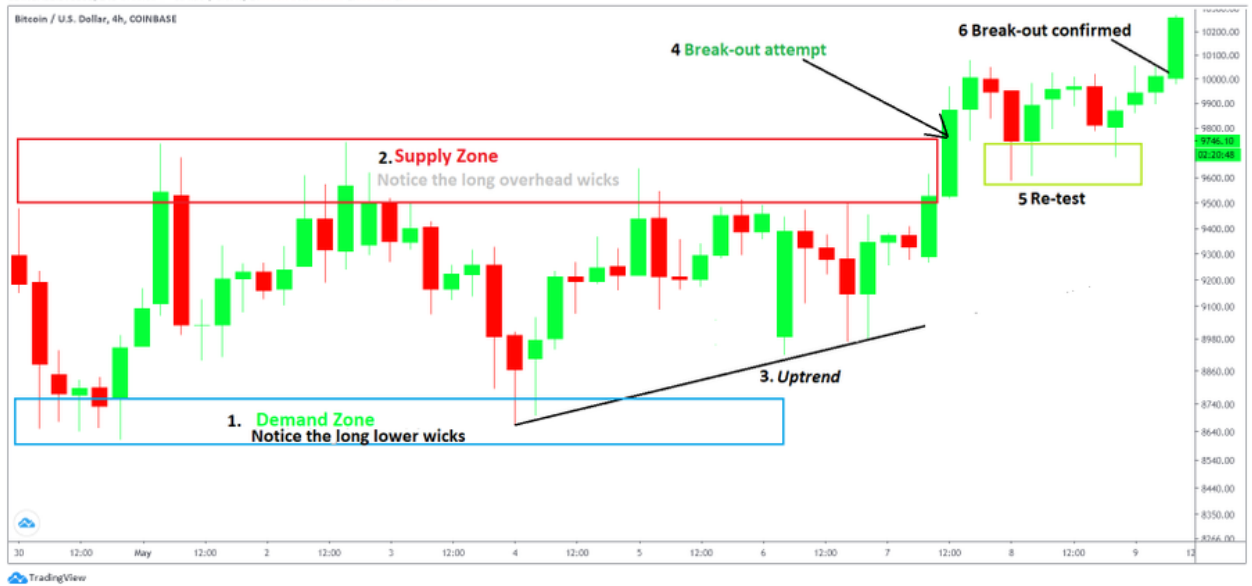 Bitcoin / U.S. Dollar, 4h, COINBASE
6 Break-out confirmed
4 Break-out attempt
2. Supply Zone
Notice the long overhead wicks
5 Re-test
3. Uptrend
1. Demand Zone
Notice the long lower wicks
10200.00
10100.00
10000.00
9900.00
9800.00
9746.10
02:20:48
9600.00
9500.00
9400.00
9300.00
9200.00
9100.00
8980.00
8860.00
8740.00
8640.00
8540.00
8440.00
8350.00
8266.00
30 12:00 May 12:00 2 12:00 3 12:00 4 12:00 5 12:00 6 12:00 7 12:00 8 12:00 9 12
TradingView